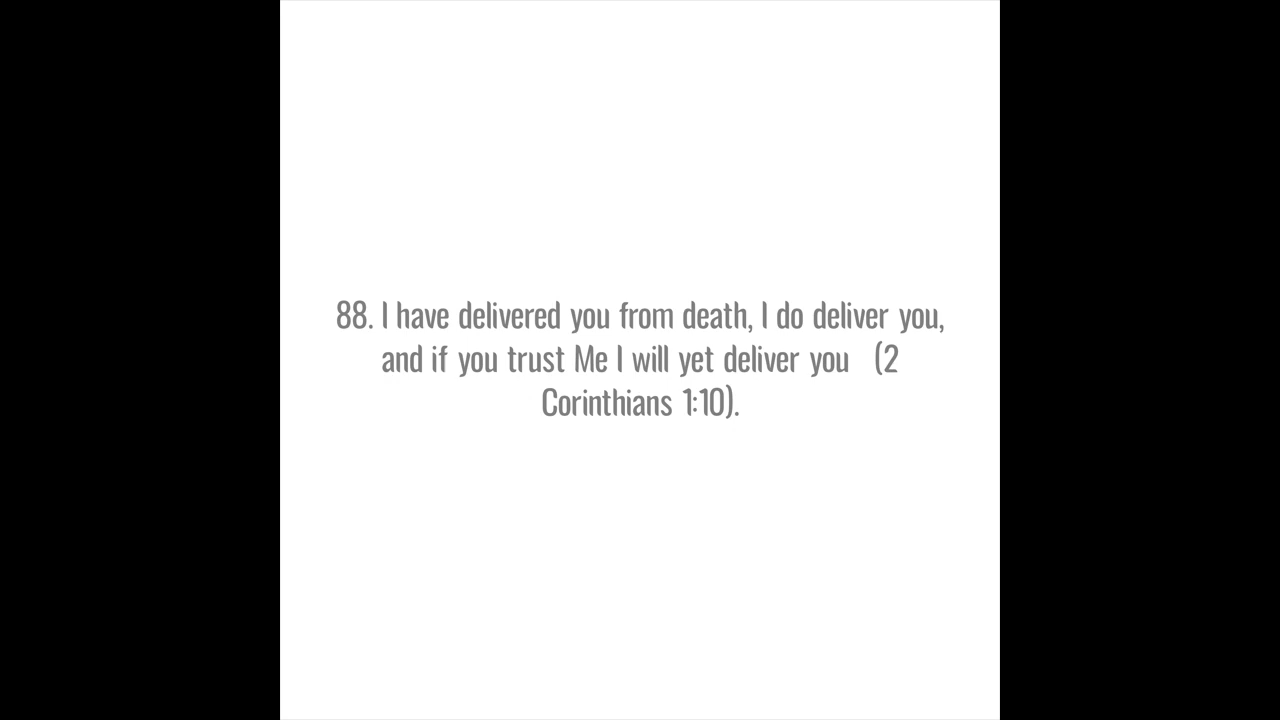 88. I have delivered you from death, I do deliver you,
and if you trust Me I will yet deliver you   (2
Corinthians 1:10).